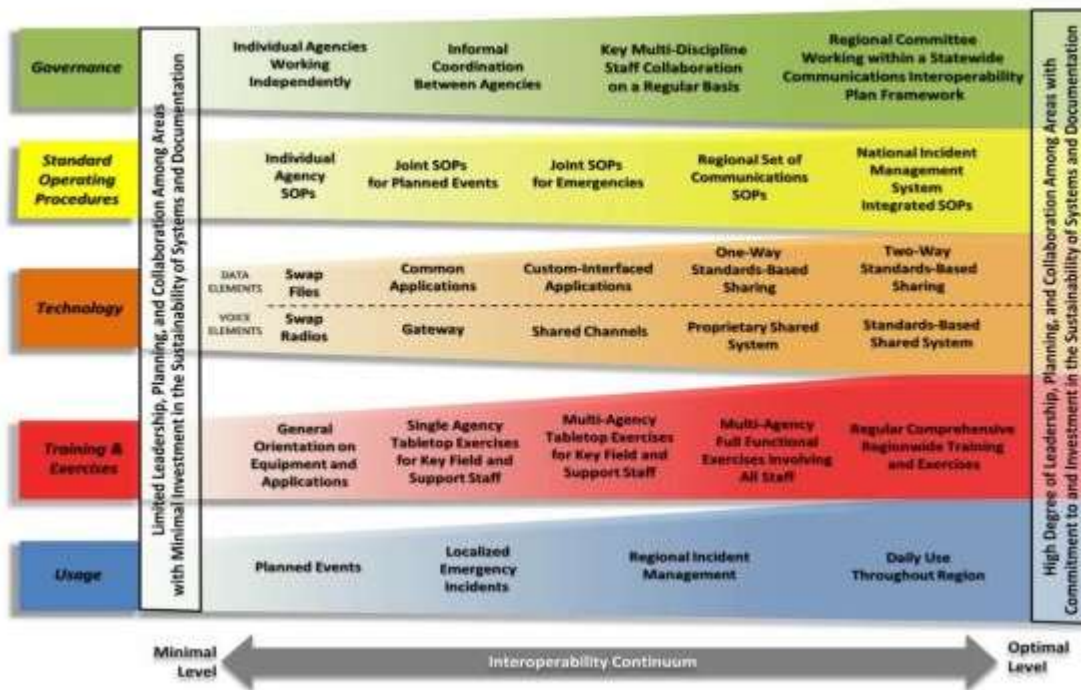 Governance
Individual Agencies
Working
Independently
Informal
Coordination
Between Agencies
Key Multi-Discipline
Staff Collaboration
on a Regular Basis
Regional Committee
Working within a Statewide
Communications Interoperability
Plan Framework
Standard
Operating
Procedures
Individual
Agency
SOPs
Joint SOPs
for Planned Events
Joint SOPs
for Emergencies
Regional Set of
Communications
SOPs
National Incident
Management
System
Integrated SOPs
Technology
DATA
ELEMENTS
Swap
Files
Common
Applications
Custom-Interfaced
Applications
One-Way
Standards-Based
Sharing
Two-Way
Standards-Based
Sharing
VOICE
ELEMENTS
Swap
Radios
Gateway
Shared Channels
Proprietary Shared
System
Standards-Based
Shared System
Training &
Exercises
General
Orientation on
Equipment and
Applications
Single Agency
Tabletop Exercises
for Key Field and
Support Staff
Multi-Agency
Tabletop Exercises
for Key Field and
Support Staff
Multi-Agency
Full Functional
Exercises Involving
All Staff
Regular Comprehensive
Regionwide Training
and Exercises
Usage
Planned Events
Localized
Emergency
Incidents
Regional Incident
Management
Daily Use
Throughout Region
Limited Leadership, Planning, and Collaboration Among Areas
with Minimal Investment in the Sustainability of Systems and Documentation
High Degree of Leadership, Planning, and Collaboration Among Areas with
Commitment to and Investment in the Sustainability of Systems and Documentation
Minimal
Level
Interoperability Continuum
Optimal
Level